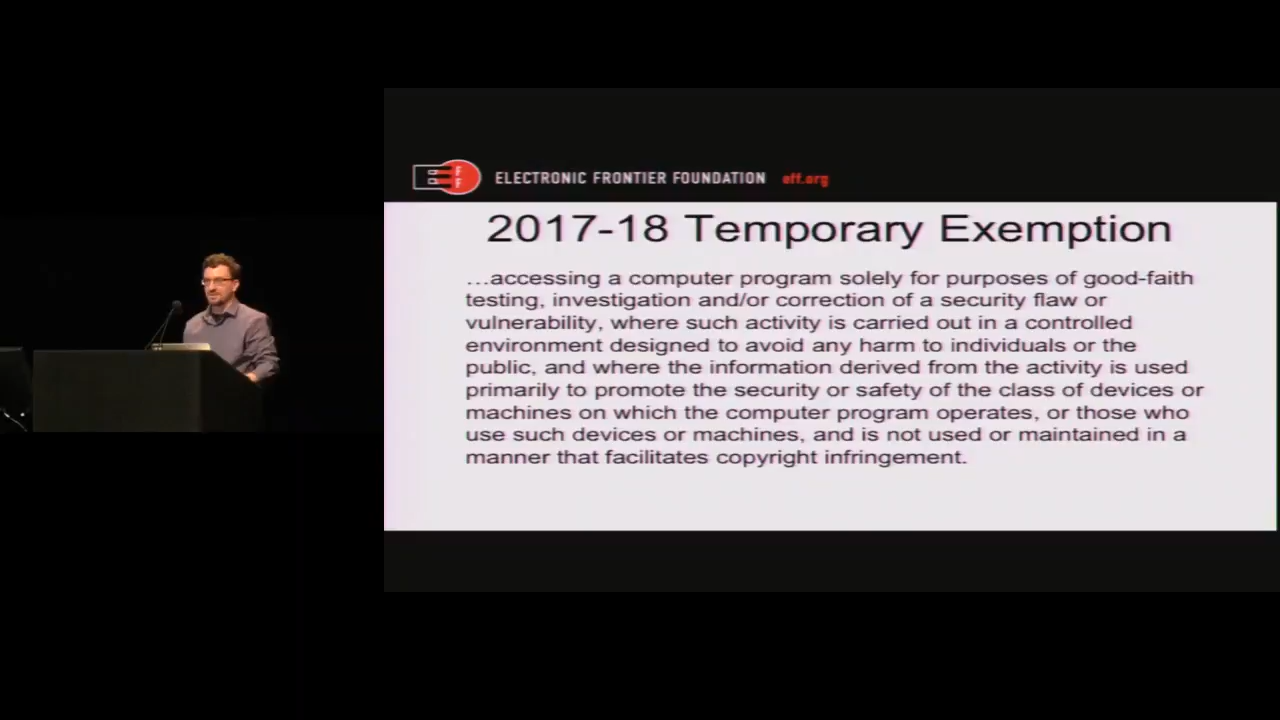 E
F
F
ELECTRONIC FRONTIER FOUNDATION eff.org
2017-18 Temporary Exemption
…accessing a computer program solely for purposes of good-faith
testing, investigation and/or correction of a security flaw or
vulnerability, where such activity is carried out in a controlled
environment designed to avoid any harm to individuals or the
public, and where the information derived from the activity is used
primarily to promote the security or safety of the class of devices or
machines on which the computer program operates, or those who
use such devices or machines, and is not used or maintained in a
manner that facilitates copyright infringement.